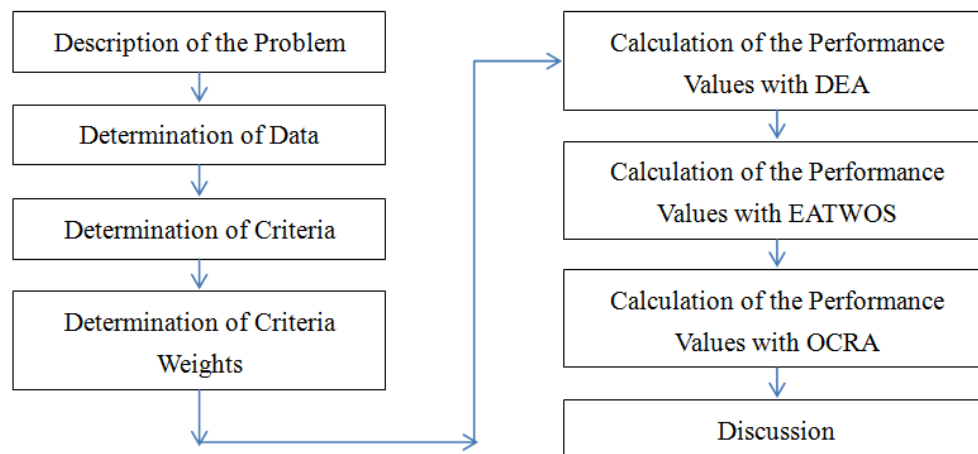 Description of the Problem
Determination of Data
Determination of Criteria
Determination of Criteria
Weights
Calculation of the Performance
Values with DEA
Calculation of the Performance
Values with EATWOS
Calculation of the Performance
Values with OCRA
Discussion